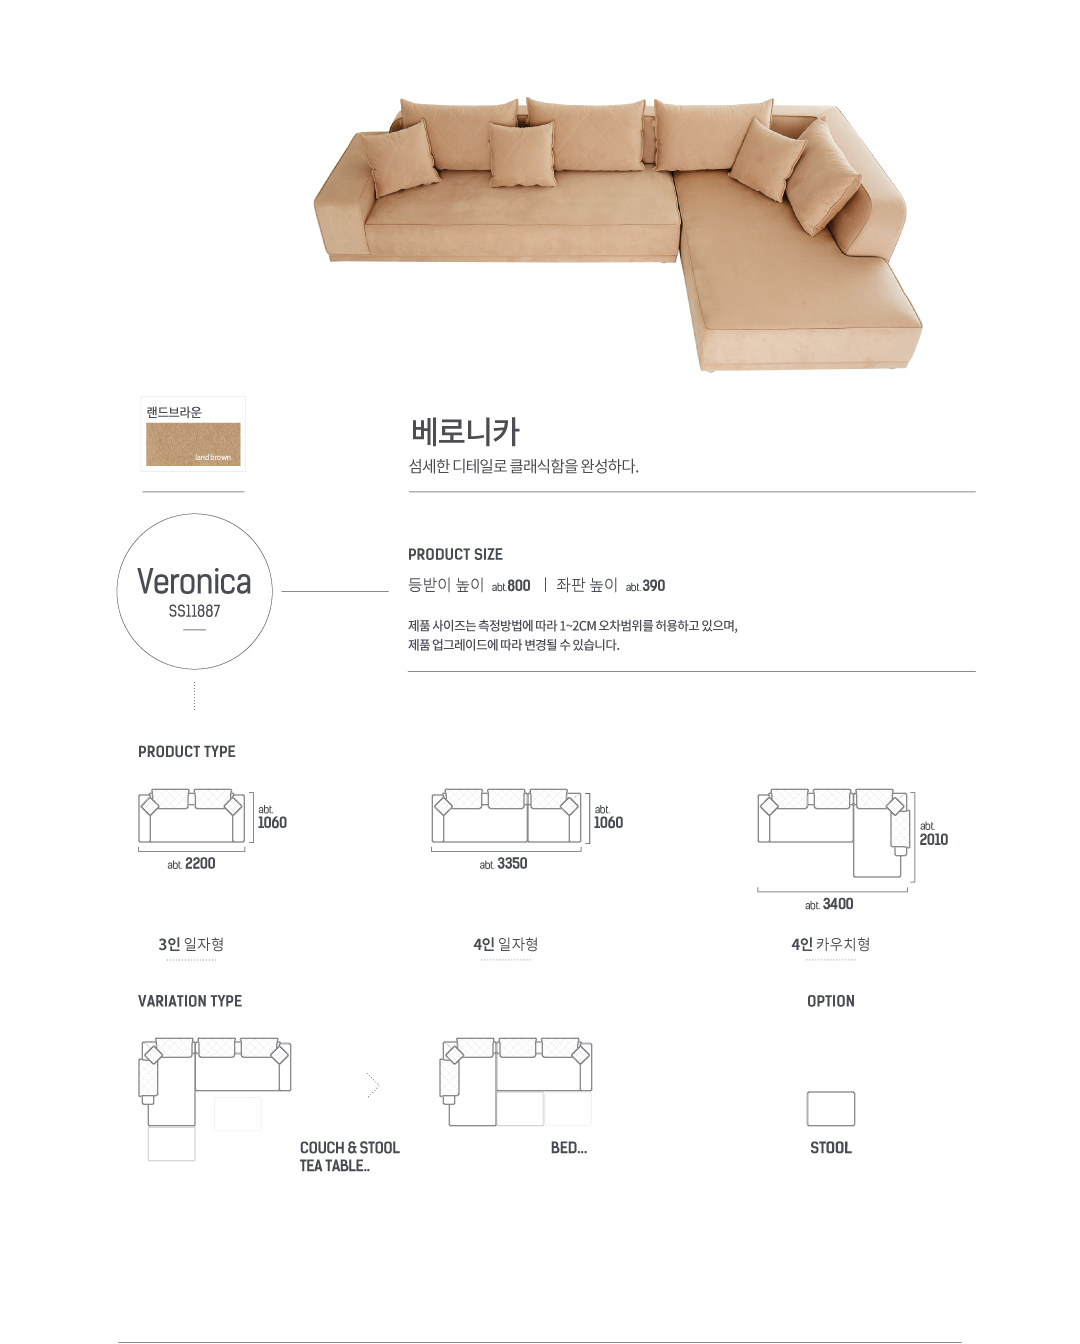 랜드브라운
land brown
베로니카
섬세한 디테일로 클래식함을 완성하다.
Veronica
SS11887
PRODUCT SIZE
등받이 높이 abt.800 | 좌판 높이 abt.390
제품 사이즈는 측정방법에 따라 1~2CM 오차범위를 허용하고 있으며,
제품 업그레이드에 따라 변경될 수 있습니다.
PRODUCT TYPE
abt.
1060
abt. 2200
3인 일자형
abt.
1060
abt. 3350
4인 일자형
abt.
2010
abt. 3400
4인 카우치형
VARIATION TYPE
COUCH & STOOL
TEA TABLE..
BED...
OPTION
STOOL